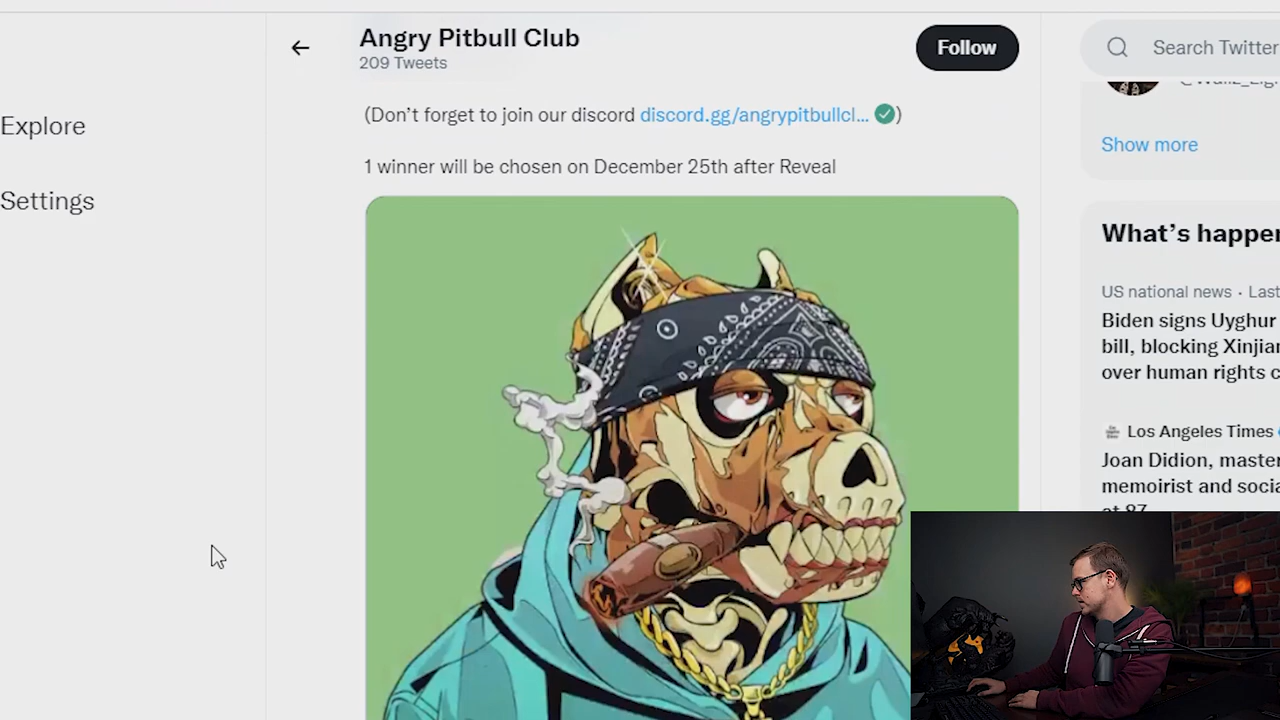 Explore
Settings
Angry Pitbull Club
209 Tweets
Follow
(Don't forget to join our discord discord.gg/angrypitbullcl... )
1 winner will be chosen on December 25th after Reveal
Search Twitter
Show more
What's happen
US national news · Last
Biden signs Uyghur
bill, blocking Xinjian
over human rights c
Los Angeles Times
Joan Didion, master
memoirist and socia
at 87